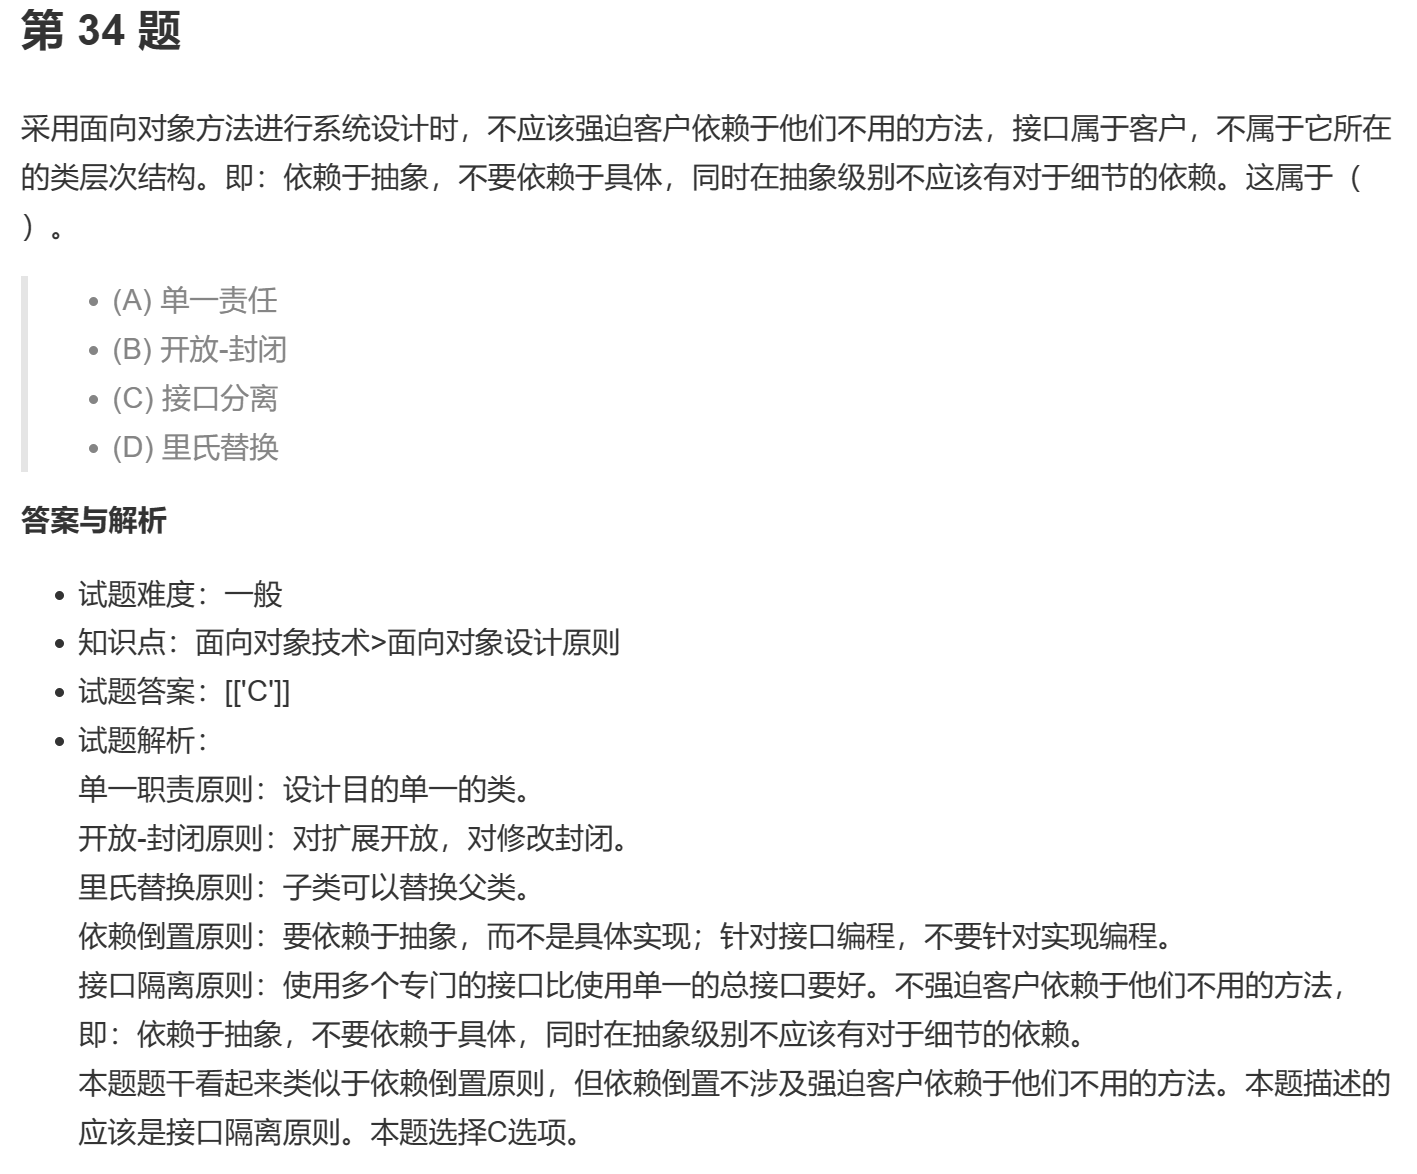 第 34 题
采用面向对象方法进行系统设计时，不应该强迫客户依赖于他们不用的方法，接口属于客户，不属于它所在
的类层次结构。即：依赖于抽象，不要依赖于具体，同时在抽象级别不应该有对于细节的依赖。这属于（
）。
• (A) 单一责任
• (B) 开放-封闭
• (C) 接口分离
• (D) 里氏替换
答案与解析
• 试题难度：一般
• 知识点：面向对象技术>面向对象设计原则
• 试题答案：[['C']]
• 试题解析：
单一职责原则：设计目的单一的类。
开放-封闭原则：对扩展开放，对修改封闭。
里氏替换原则：子类可以替换父类。
依赖倒置原则：要依赖于抽象，而不是具体实现；针对接口编程，不要针对实现编程。
接口隔离原则：使用多个专门的接口比使用单一的总接口要好。不强迫客户依赖于他们不用的方法，
即：依赖于抽象，不要依赖于具体，同时在抽象级别不应该有对于细节的依赖。
本题题干看起来类似于依赖倒置原则，但依赖倒置不涉及强迫客户依赖于他们不用的方法。本题描述的
应该是接口隔离原则。本题选择C选项。